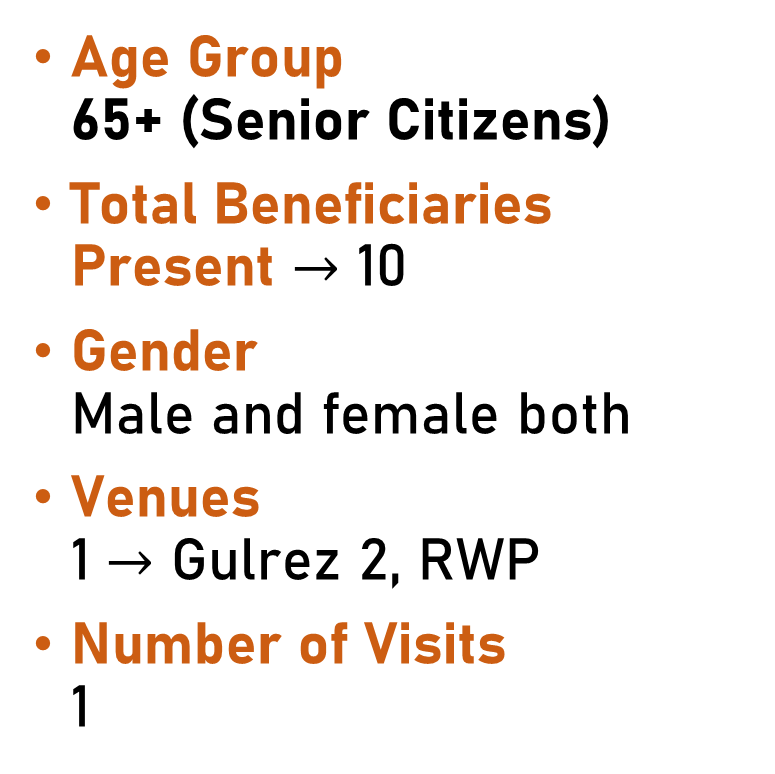 • Age Group
65+ (Senior Citizens)
• Total Beneficiaries
Present → 10
• Gender
Male and female both
• Venues
1 → Gulrez 2, RWP
• Number of Visits
1